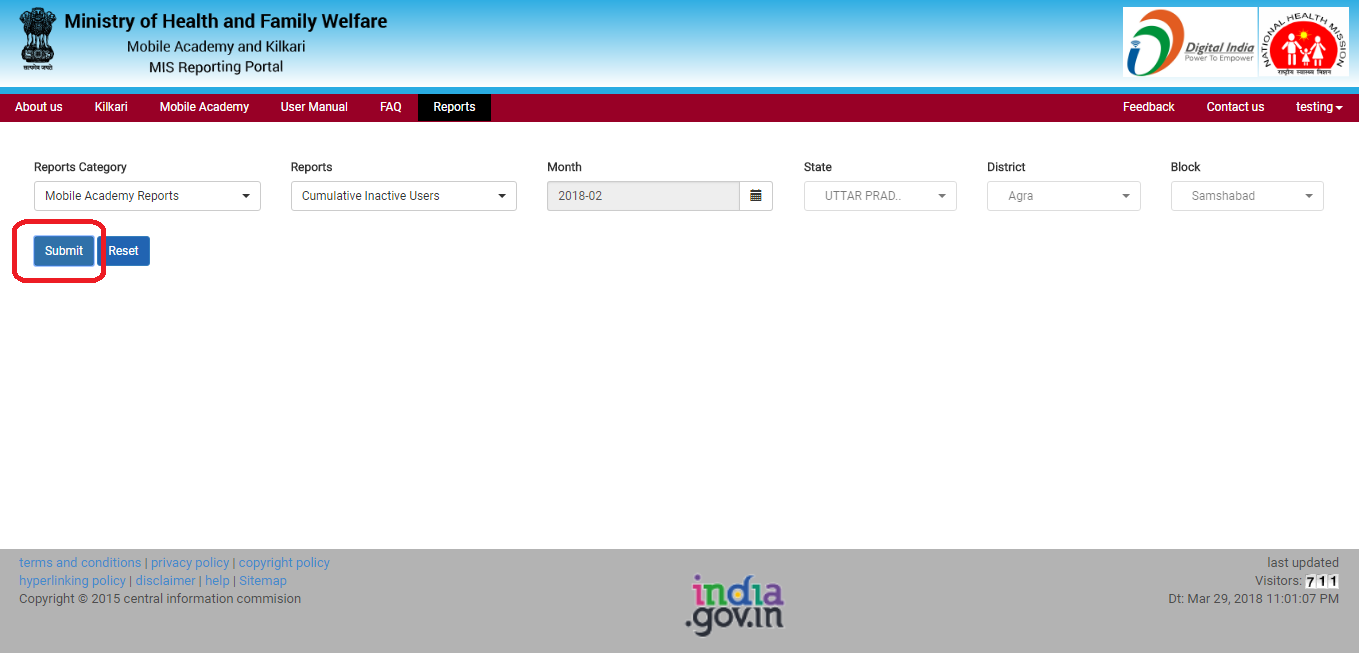 Ministry of Health and Family Welfare
Mobile Academy and Kilkari
MIS Reporting Portal
सत्यमेव जयते
Digital India
Power To Empower
NATIONAL HEALTH MISSION
राष्ट्रीय स्वास्थ्य मिशन
About us Kilkari Mobile Academy User Manual FAQ Reports Feedback Contact us testing
Reports Category Reports Month State District Block
Mobile Academy Reports Cumulative Inactive Users 2018-02 UTTAR PRAD.. Agra Samshabad
Submit Reset
terms and conditions | privacy policy | copyright policy
hyperlinking policy | disclaimer | help | Sitemap
Copyright © 2015 central information commision
india
.gov.in
last updated
Visitors: 711
Dt: Mar 29, 2018 11:01:07 PM